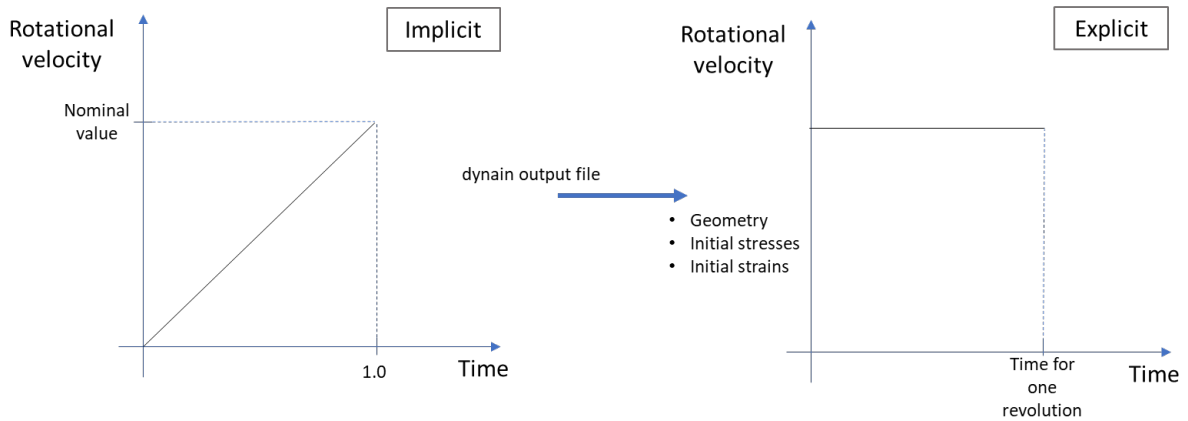 Rotational
velocity
Implicit
Nominal
value
1.0
Time
dynain output file
• Geometry
• Initial stresses
• Initial strains
Rotational
velocity
Explicit
Time for
one
revolution
Time